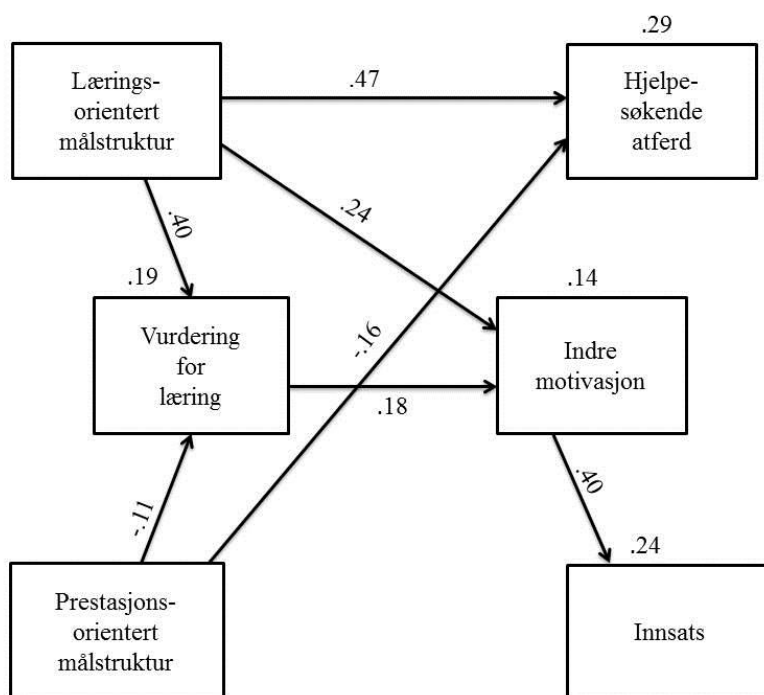 .29
Lærings-
orientert
målstruktur
.47
Hjelpe-
søkende
atferd
.40
.24
-.16
.19
Vurdering
for
læring
.18
.14
Indre
motivasjon
-.11
.40
Prestasjons-
orientert
målstruktur
.24
Innsats